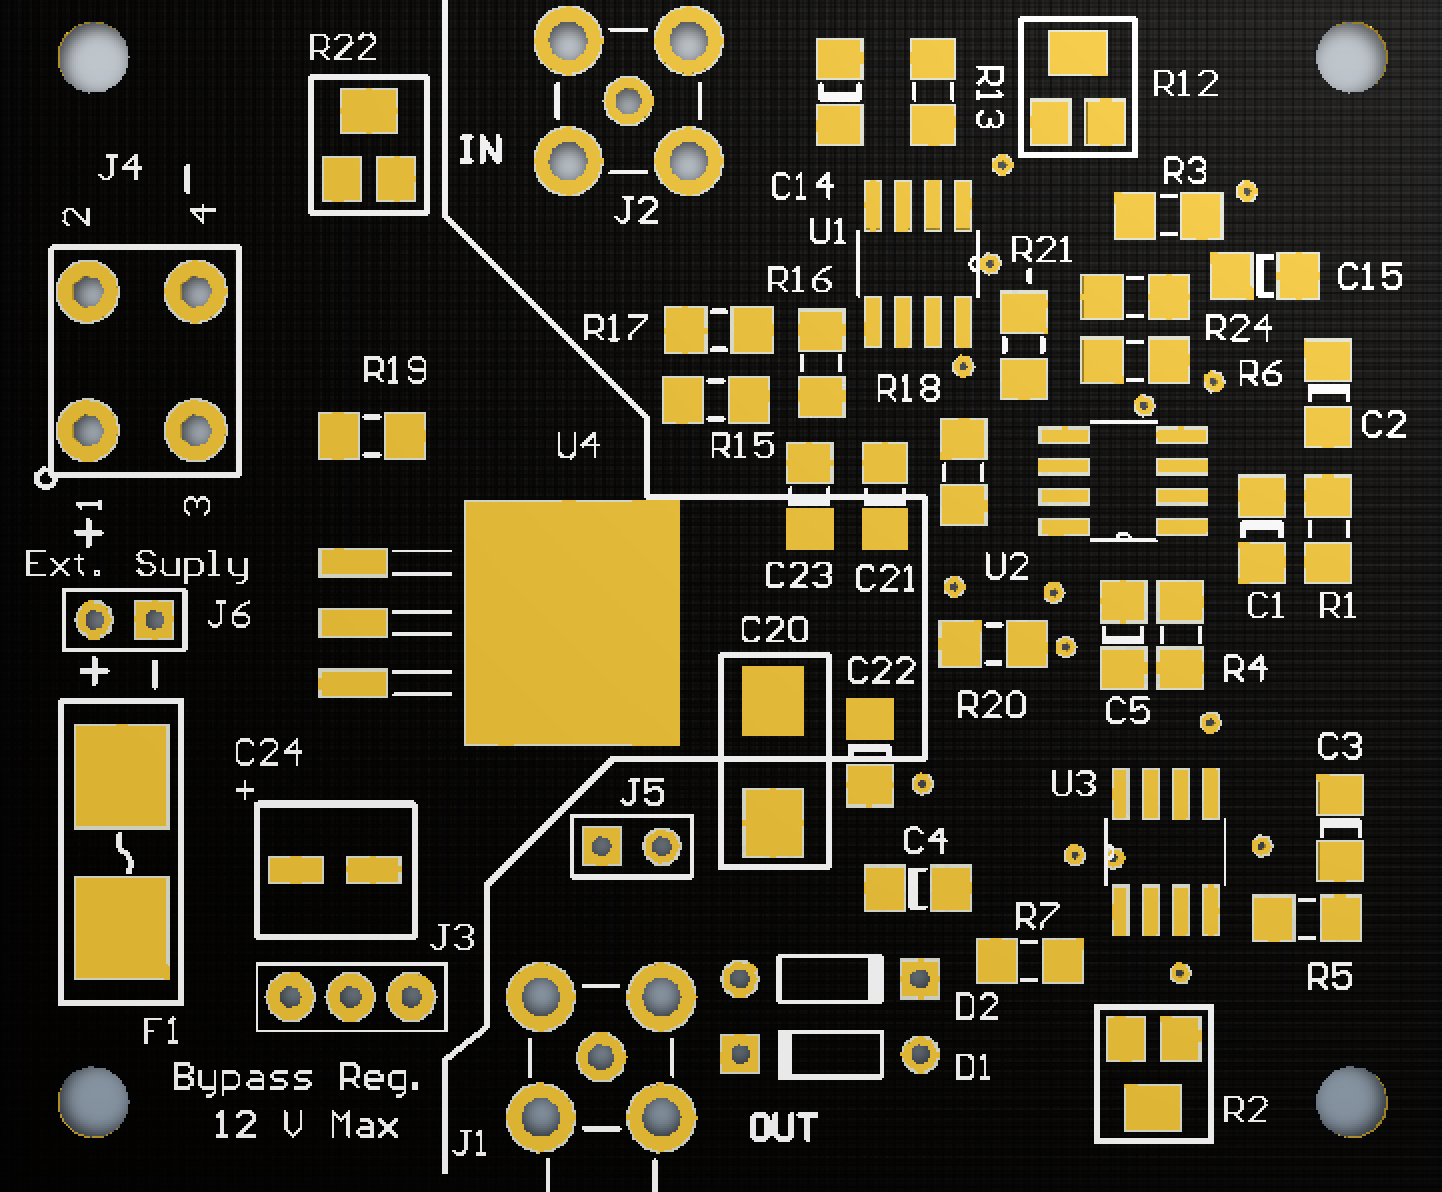 R22
IN
J2
R13
R12
J4
−
2
4
C14
R3
U1
R21
C15
R16
R17
R24
R19
R18
R6
R15
U4
C2
1
+
3
Ext. Suply
J6
+ −
C23
C21
U2
C1
R1
C20
C22
R4
R20
C5
C24
+
J5
U3
C3
C4
R7
J3
R5
F1
D2
D1
Bypass Reg.
12 V Max
J1
OUT
R2